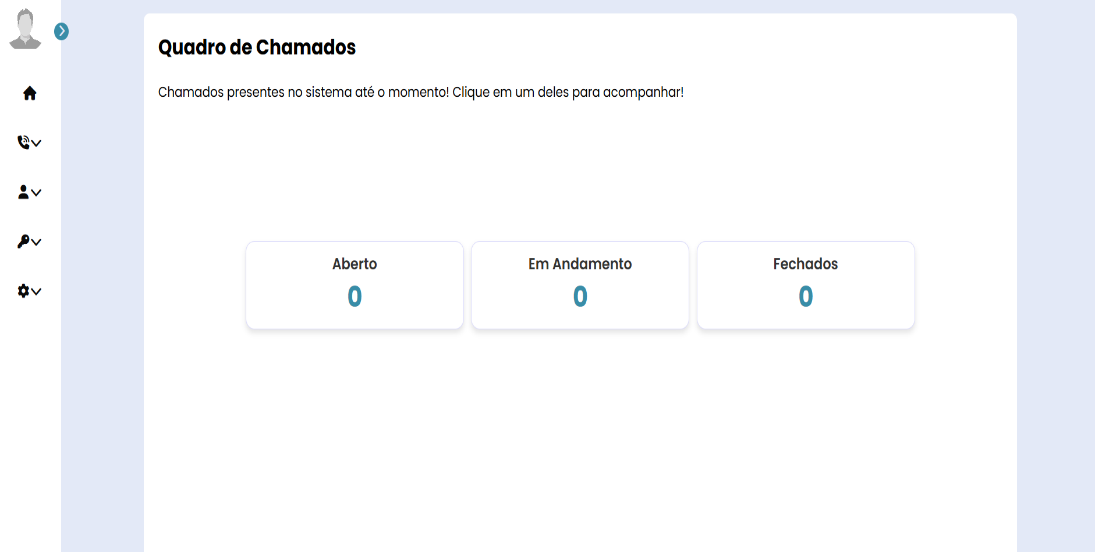 Quadro de Chamados
Chamados presentes no sistema até o momento! Clique em um deles para acompanhar!
Aberto
0
Em Andamento
0
Fechados
0